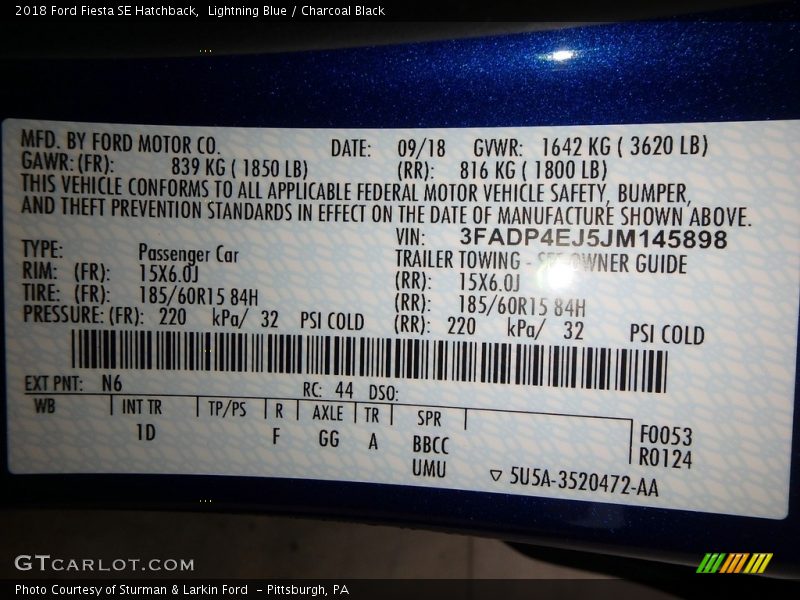 2018 Ford Fiesta SE Hatchback,  Lightning Blue / Charcoal Black
MFD. BY FORD MOTOR CO. DATE: 09/18 GVWR: 1642 KG ( 3620 LB)
GAWR: (FR): 839 KG ( 1850 LB) (RR): 816 KG ( 1800 LB)
THIS VEHICLE CONFORMS TO ALL APPLICABLE FEDERAL MOTOR VEHICLE SAFETY, BUMPER,
AND THEFT PREVENTION STANDARDS IN EFFECT ON THE DATE OF MANUFACTURE SHOWN ABOVE.
VIN: 3FADP4EJ5JM145898
TYPE: Passenger Car TRAILER TOWING - OWNER GUIDE
RIM: (FR): 15X6.0J (RR): 15X6.0J
TIRE: (FR): 185/60R15 84H (RR): 185/60R15 84H
PRESSURE: (FR): 220 kPa/ 32 PSI COLD (RR): 220 kPa/ 32 PSI COLD
EXT PNT: N6 RC: 44 DSO:
WB INT TR TP/PS R AXLE TR SPR F0053
1D F GG A BBCC R0124
UMU ▽ 5U5A-3520472-AA
GTcarlot.com
Photo Courtesy of Sturman & Larkin Ford  - Pittsburgh, PA